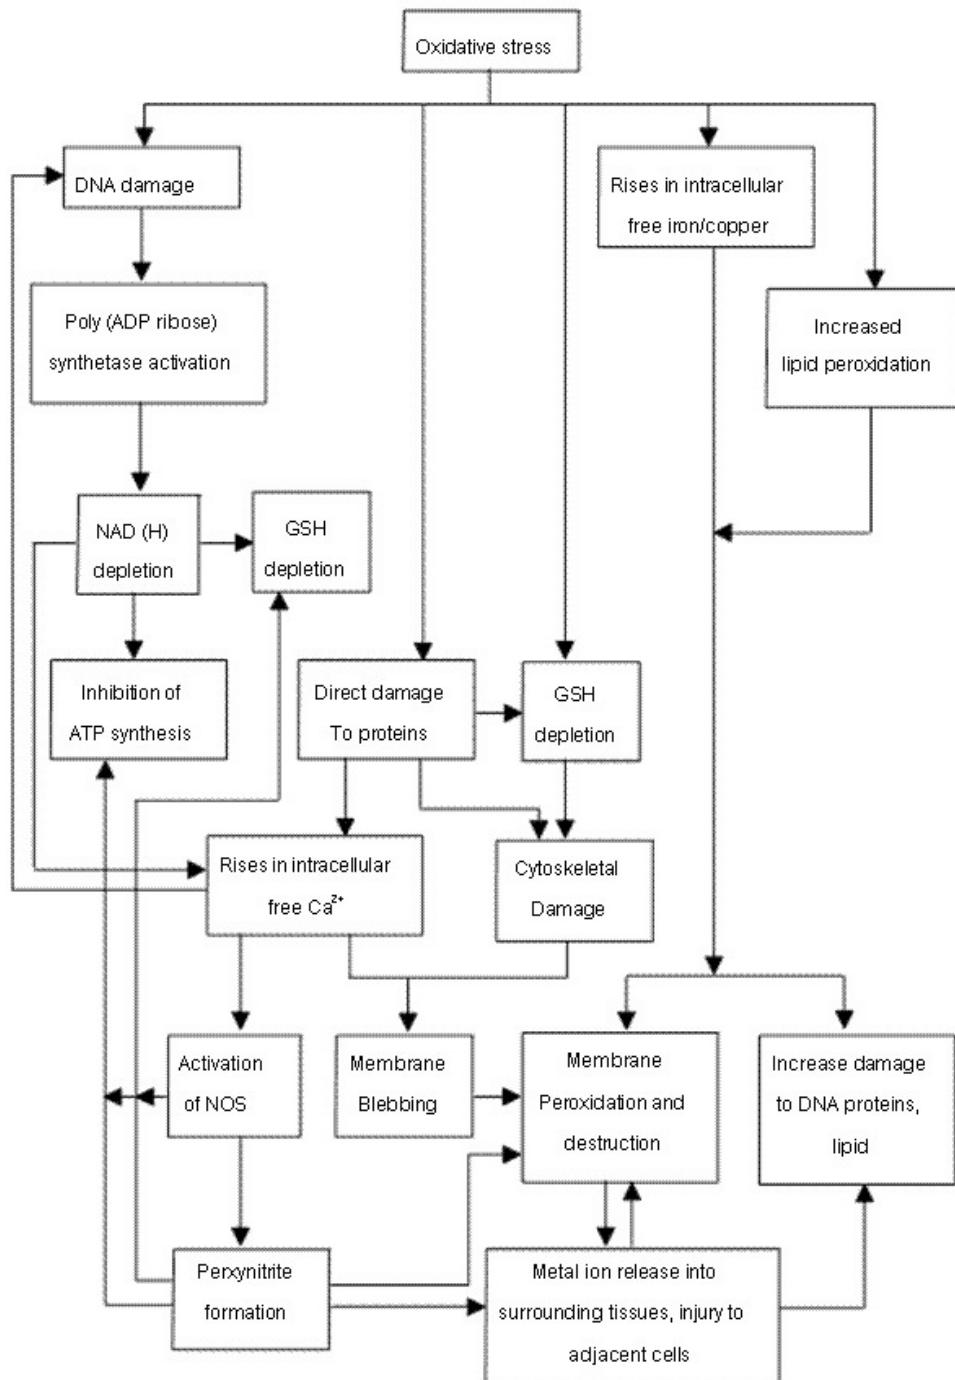 Oxidative stress
DNA damage
Rises in intracellular
free iron/copper
Poly (ADP ribose)
synthetase activation
Increased
lipid peroxidation
NAD (H)
depletion
GSH
depletion
Inhibition of
ATP synthesis
Direct damage
To proteins
GSH
depletion
Rises in intracellular
free Ca²⁺
Cytoskeletal
Damage
Activation
of NOS
Membrane
Blebbing
Membrane
Peroxidation and
destruction
Increase damage
to DNA proteins,
lipid
Perxynitrite
formation
Metal ion release into
surrounding tissues, injury to
adjacent cells